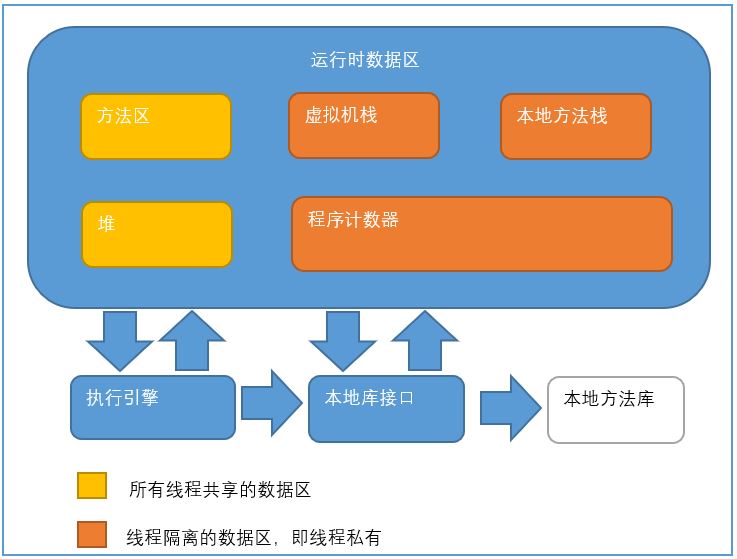 运行时数据区
方法区
虚拟机栈
本地方法栈
堆
程序计数器
执行引擎
本地库接口
本地方法库
所有线程共享的数据区
线程隔离的数据区，即线程私有